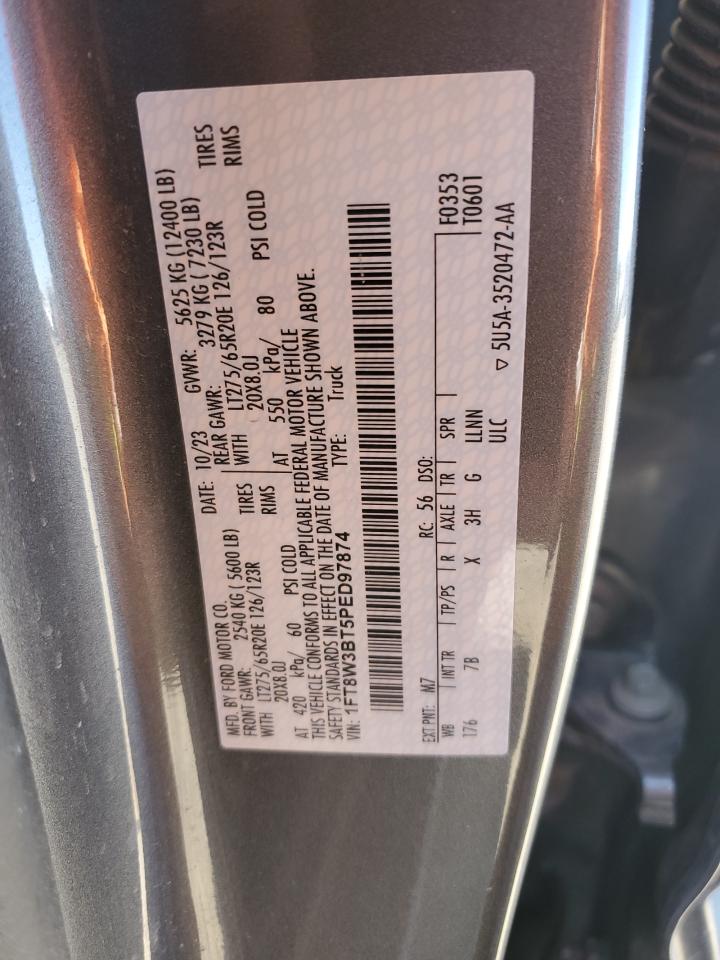 MFD. BY FORD MOTOR CO. DATE: 10/23 GVWR: 5625 KG (12400 LB)
FRONT GAWR: 2540 KG ( 5600 LB) REAR GAWR: 3279 KG ( 7230 LB)
WITH LT275/65R20E 126/123R TIRES WITH LT275/65R20E 126/123R TIRES
20X8.0J RIMS 20X8.0J RIMS
AT 420 kPa/ 60 PSI COLD AT 550 kPa/ 80 PSI COLD
THIS VEHICLE CONFORMS TO ALL APPLICABLE FEDERAL MOTOR VEHICLE
SAFETY STANDARDS IN EFFECT ON THE DATE OF MANUFACTURE SHOWN ABOVE.
VIN: 1FT8W3BT5PED97874 TYPE: Truck
EXT PNT: M7 RC: 56 DSO: F0353
WB INT TR TP/PS R AXLE TR SPR T0601
176 7B X 3H G LLNN
ULC ▽ 5U5A-3520472-AA